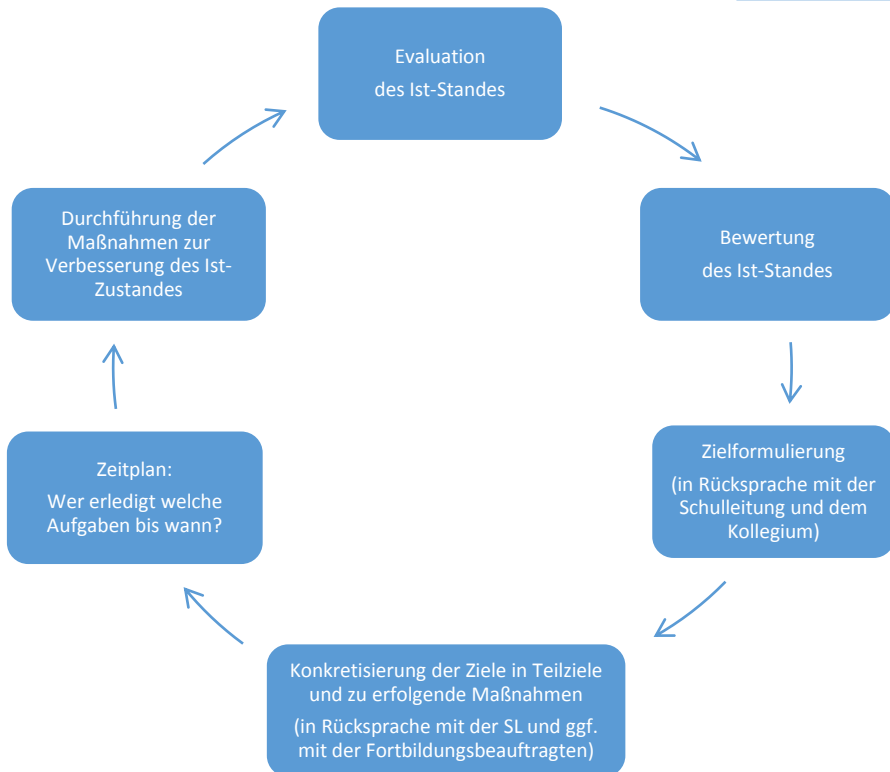 Evaluation
des Ist-Standes
Bewertung
des Ist-Standes
Zielformulierung
(in Rücksprache mit der
Schulleitung und dem
Kollegium)
Konkretisierung der Ziele in Teilziele
und zu erfolgende Maßnahmen
(in Rücksprache mit der SL und ggf.
mit der Fortbildungsbeauftragten)
Zeitplan:
Wer erledigt welche
Aufgaben bis wann?
Durchführung der
Maßnahmen zur
Verbesserung des Ist-
Zustandes